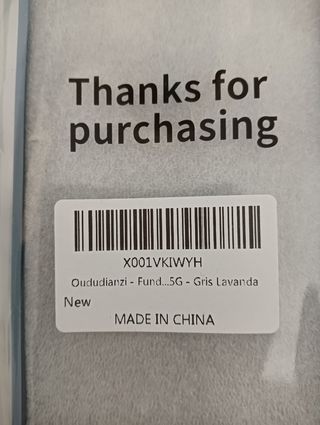 Thanks for
purchasing
X001VKIWYH
Oududianzi - Fund...5G - Gris Lavanda
New
MADE IN CHINA